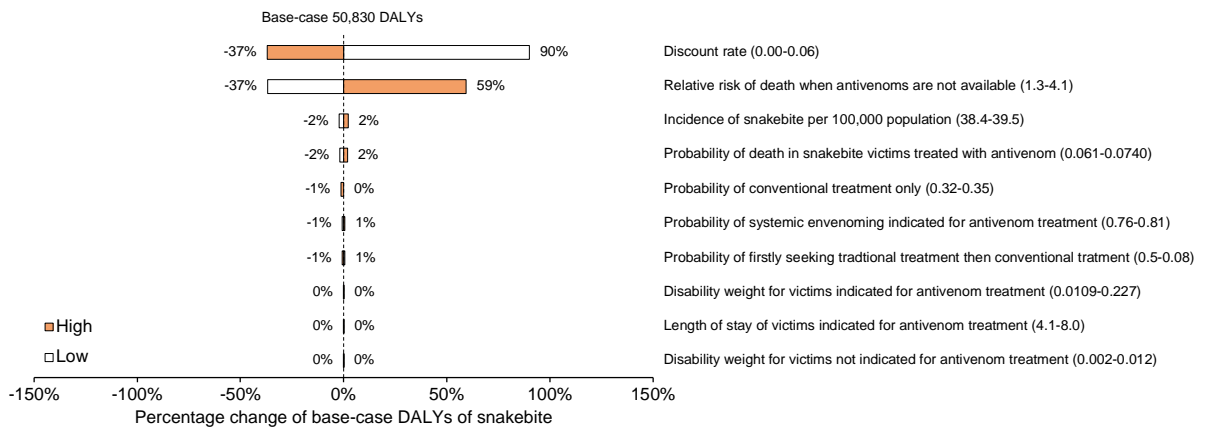 Base-case 50,830 DALYs
-37% 90% Discount rate (0.00-0.06)
-37% 59% Relative risk of death when antivenoms are not available (1.3-4.1)
-2% 2% Incidence of snakebite per 100,000 population (38.4-39.5)
-2% 2% Probability of death in snakebite victims treated with antivenom (0.061-0.0740)
-1% 0% Probability of conventional treatment only (0.32-0.35)
-1% 1% Probability of systemic envenoming indicated for antivenom treatment (0.76-0.81)
-1% 1% Probability of firstly seeking tradtional treatment then conventional tratment (0.5-0.08)
0% 0% Disability weight for victims indicated for antivenom treatment (0.0109-0.227)
High 0% 0% Length of stay of victims indicated for antivenom treatment (4.1-8.0)
Low 0% 0% Disability weight for victims not indicated for antivenom treatment (0.002-0.012)
-150% -100% -50% 0% 50% 100% 150%
Percentage change of base-case DALYs of snakebite